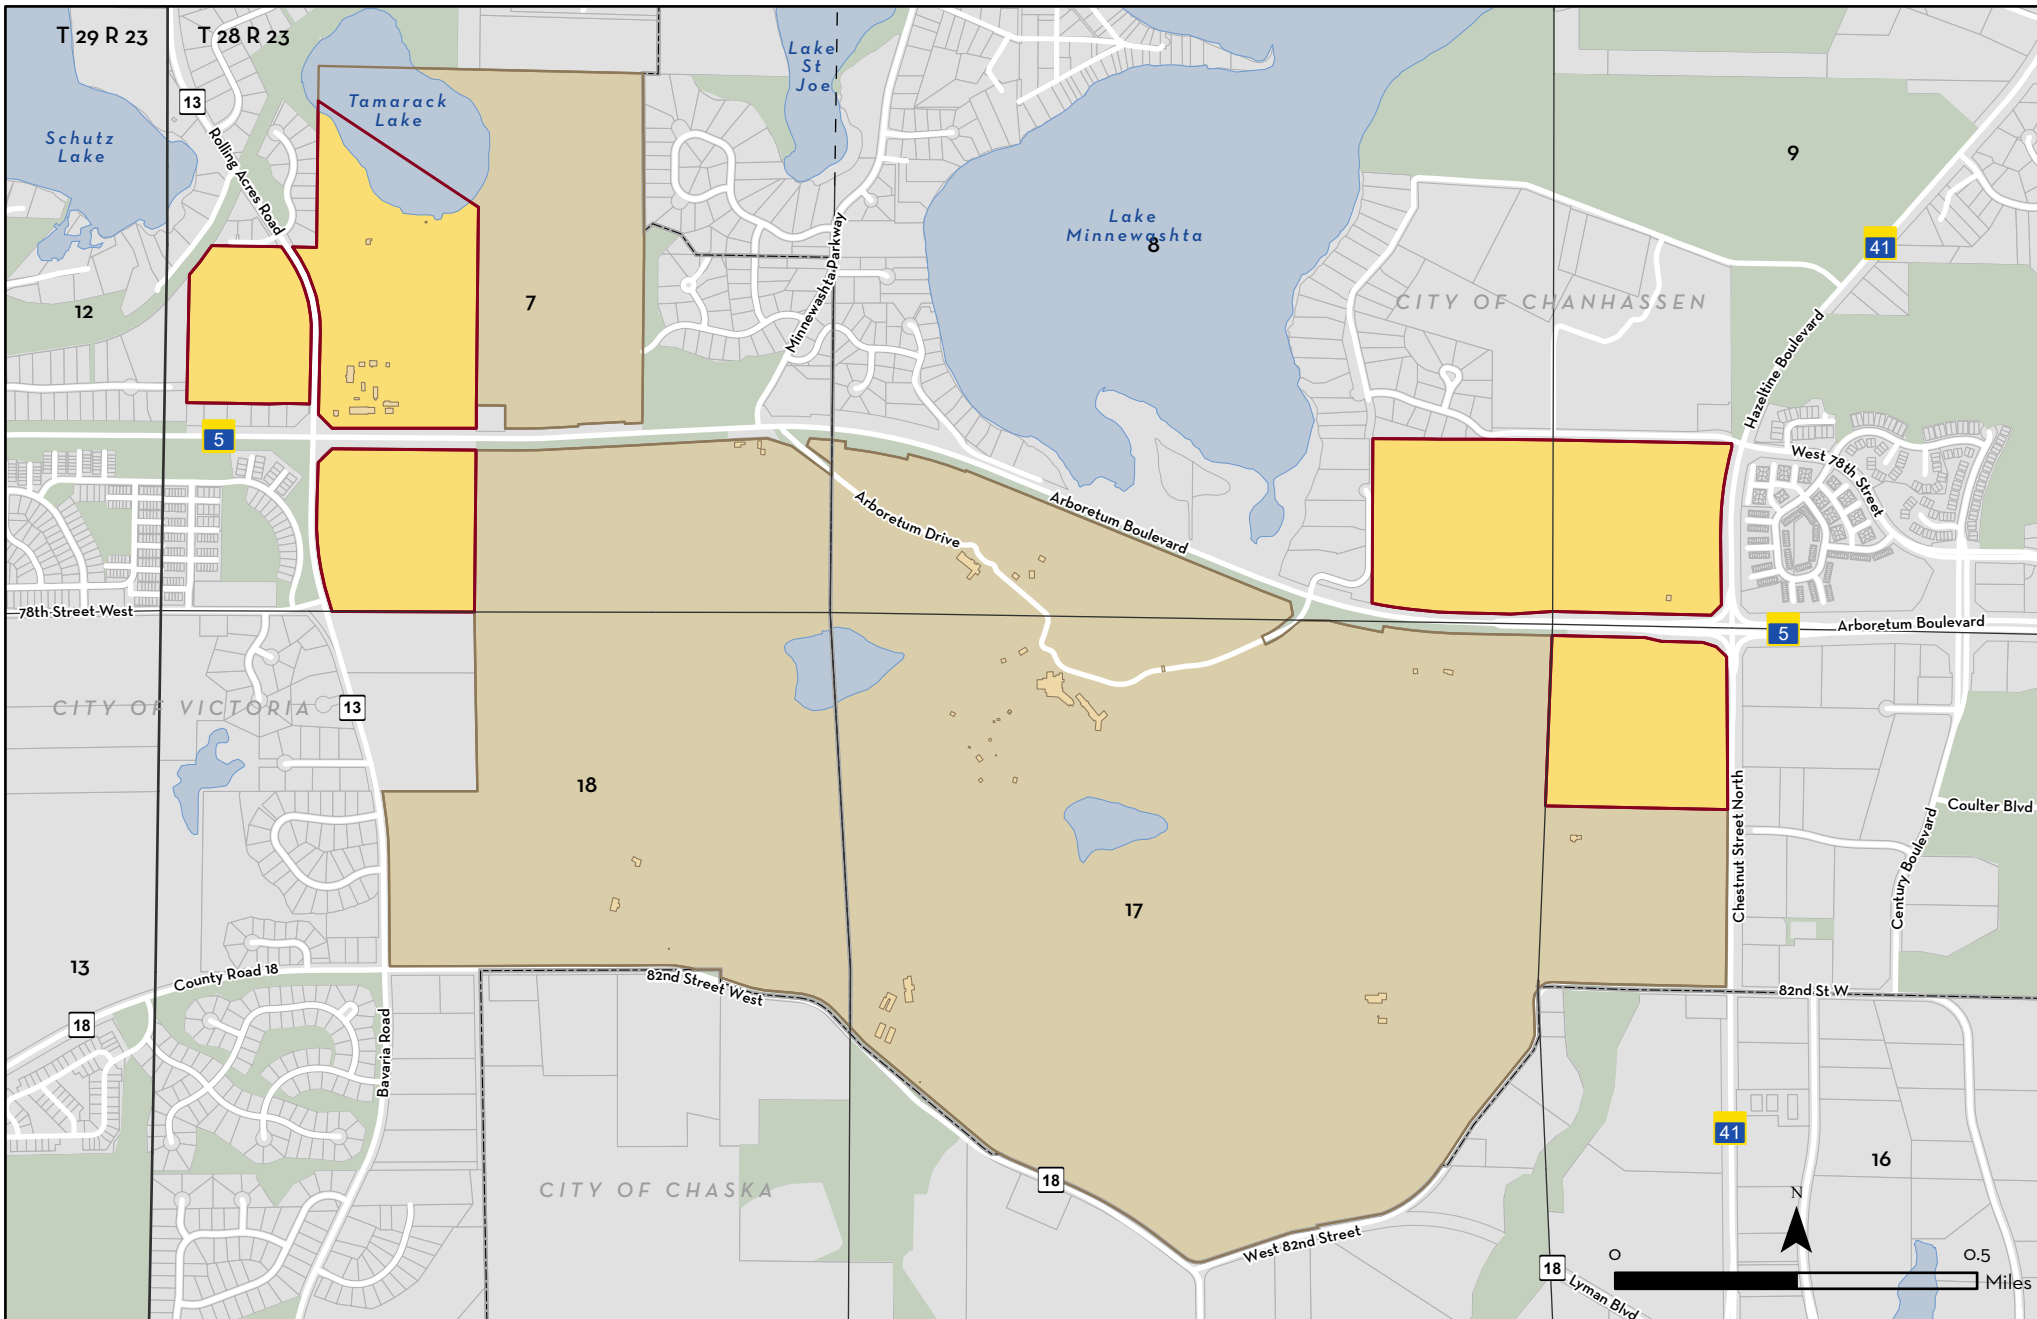 T 29 R 23
T 28 R 23
13
Lake
St
Joe
Tamarack
Lake
Schutz
Lake
Rolling Acres Road
9
Lake
Minnewashta
8
41
Minnewashta Parkway
7
CITY OF CHANHASSEN
12
Hazeltine Boulevard
5
West 78th Street
Arboretum Drive
Arboretum Boulevard
78th Street West
5
Arboretum Boulevard
CITY OF VICTORIA
13
18
Chestnut Street North
Coulter Blvd
Century Boulevard
17
13
County Road 18
82nd Street West
82nd St W
18
Bavaria Road
41
16
CITY OF CHASKA
18
N
West 82nd Street
0
0.5
Miles
18
Lyman Blvd